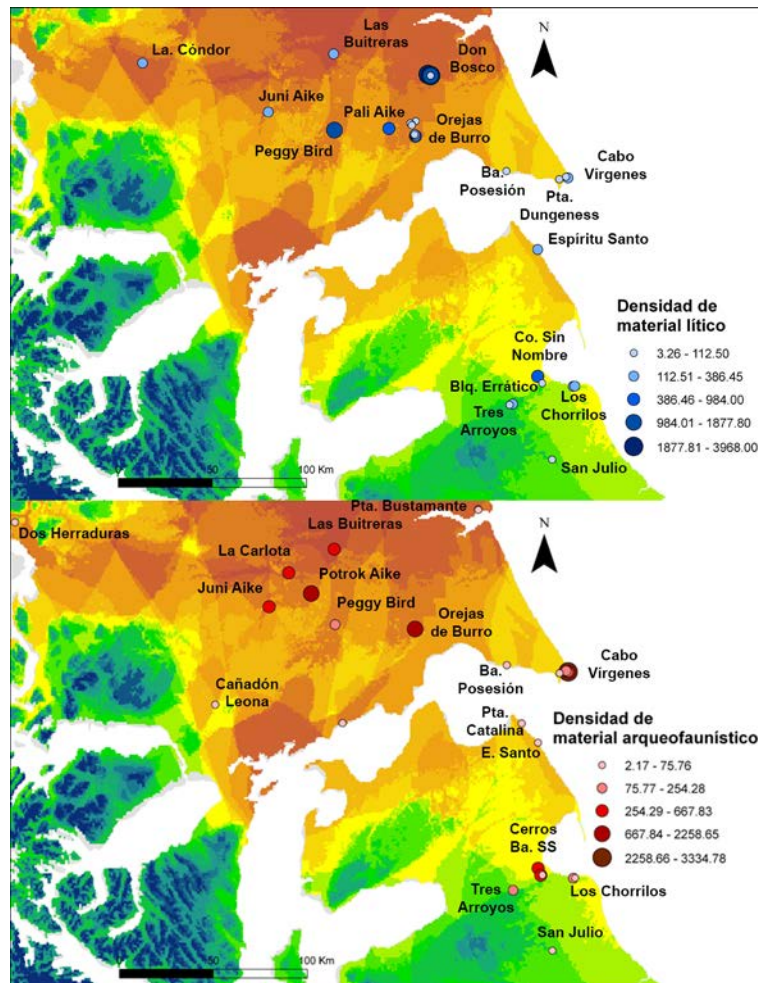 La. Cóndor
Las
Buitreras
Don
Bosco
N
Juni Aike
Pali Aike
Orejas
de Burro
Peggy Bird
Ba.
Posesión
Cabo
Virgenes
Pta.
Dungeness
Espíritu Santo
Co. Sin
Nombre
Blq. Errático
Los
Chorrilos
Tres
Arroyos
San Julio
Densidad de
material lítico
3.26 - 112.50
112.51 - 386.45
386.46 - 984.00
984.01 - 1877.80
1877.81 - 3968.00
0 50 100 Km
Pta. Bustamante
Dos Herraduras
Las Buitreras
N
La Carlota
Potrok Aike
Juni Aike
Peggy Bird
Orejas
de Burro
Cañadón
Leona
Ba.
Posesión
Cabo
Virgenes
Pta.
Catalina
E. Santo
Cerros
Ba. SS
Tres
Arroyos
Los Chorrilos
San Julio
Densidad de
material arqueofaunístico
2.17 - 75.76
75.77 - 254.28
254.29 - 667.83
667.84 - 2258.65
2258.66 - 3334.78
0 50 100 Km